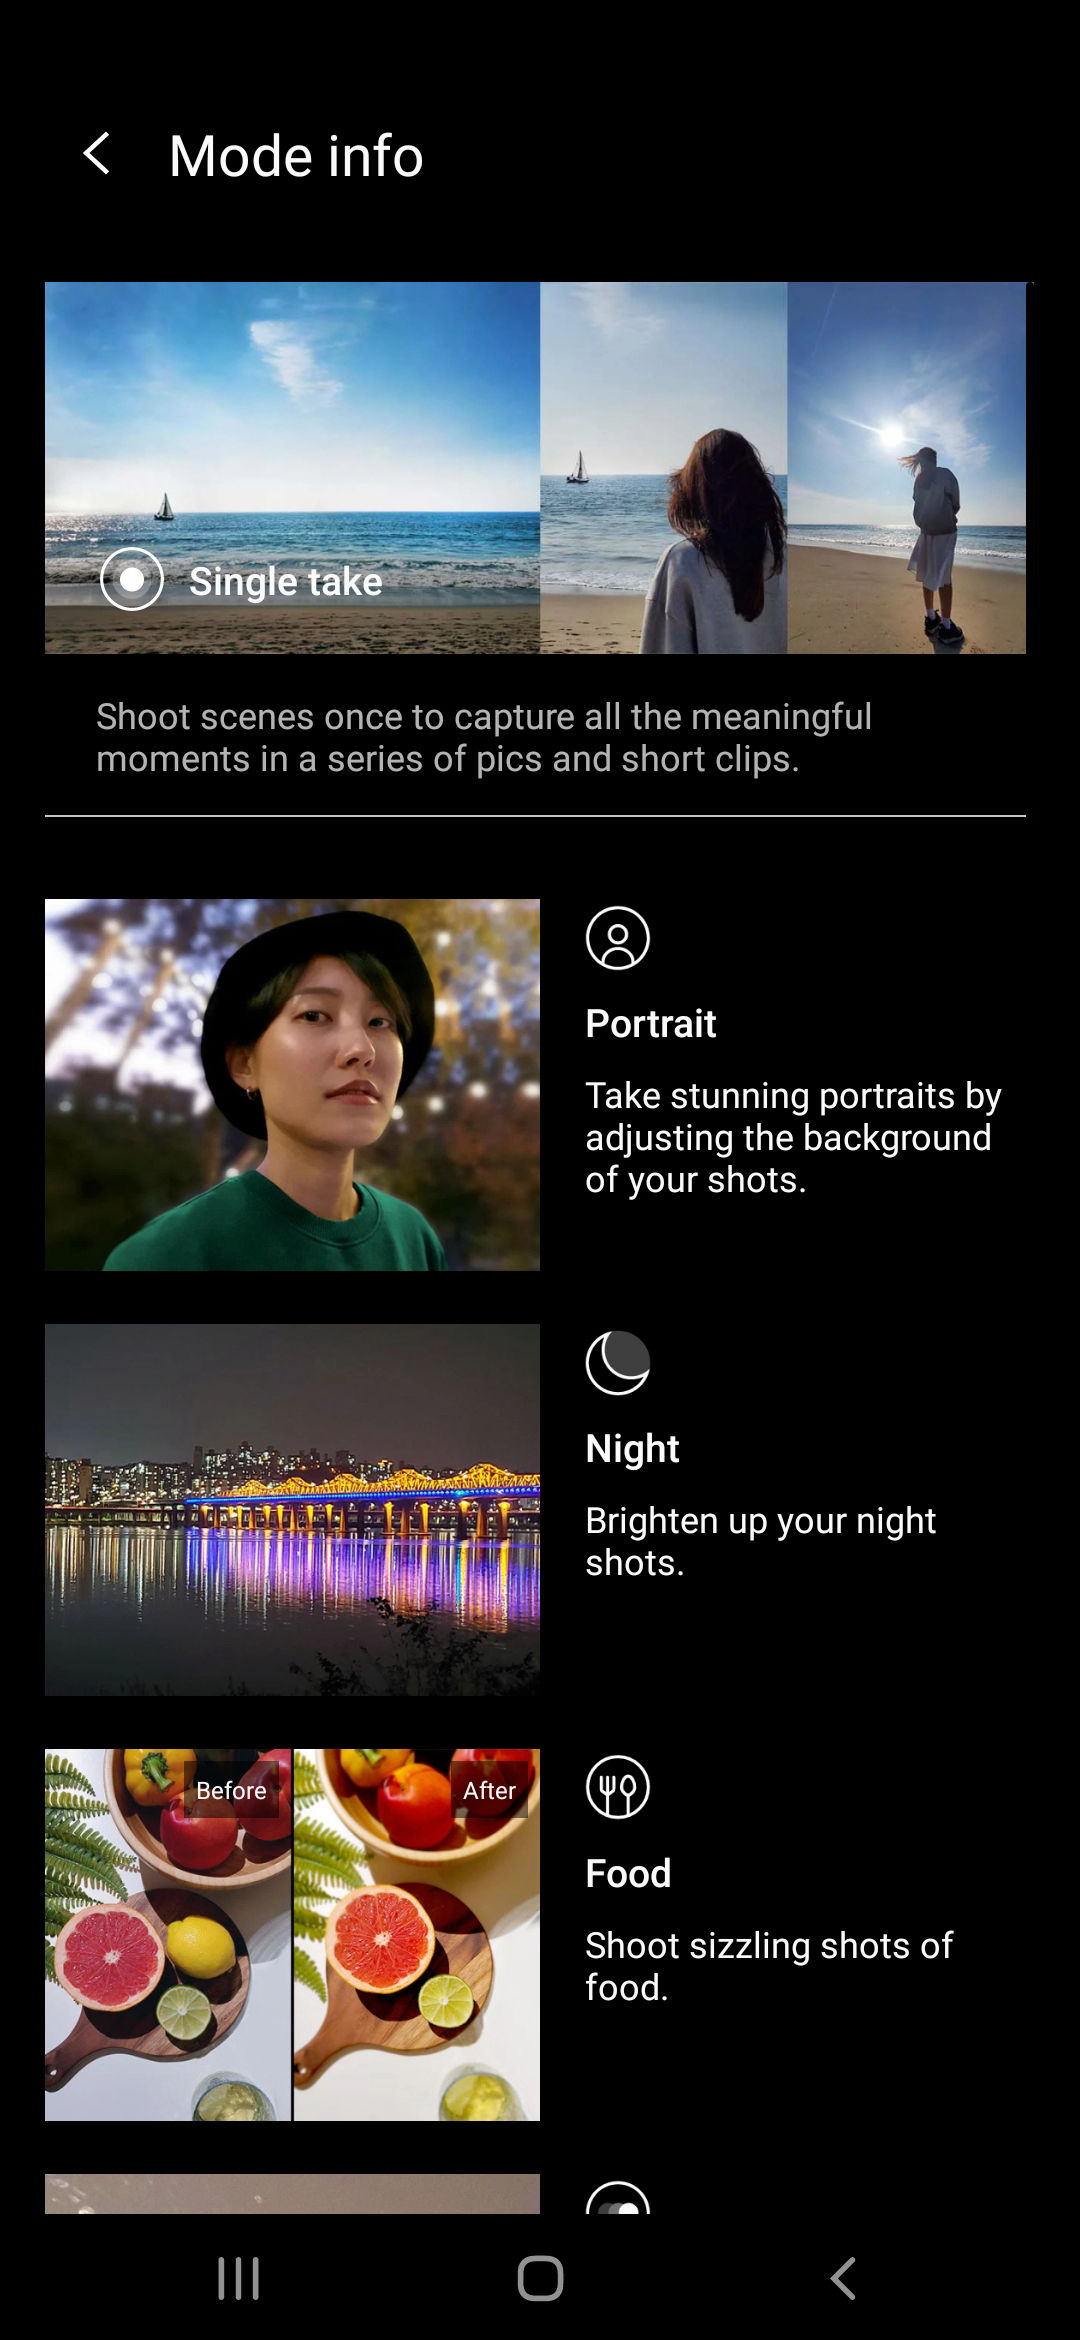 Mode info
Single take
Shoot scenes once to capture all the meaningful
moments in a series of pics and short clips.
Portrait
Take stunning portraits by
adjusting the background
of your shots.
Night
Brighten up your night
shots.
Before
After
Food
Shoot sizzling shots of
food.